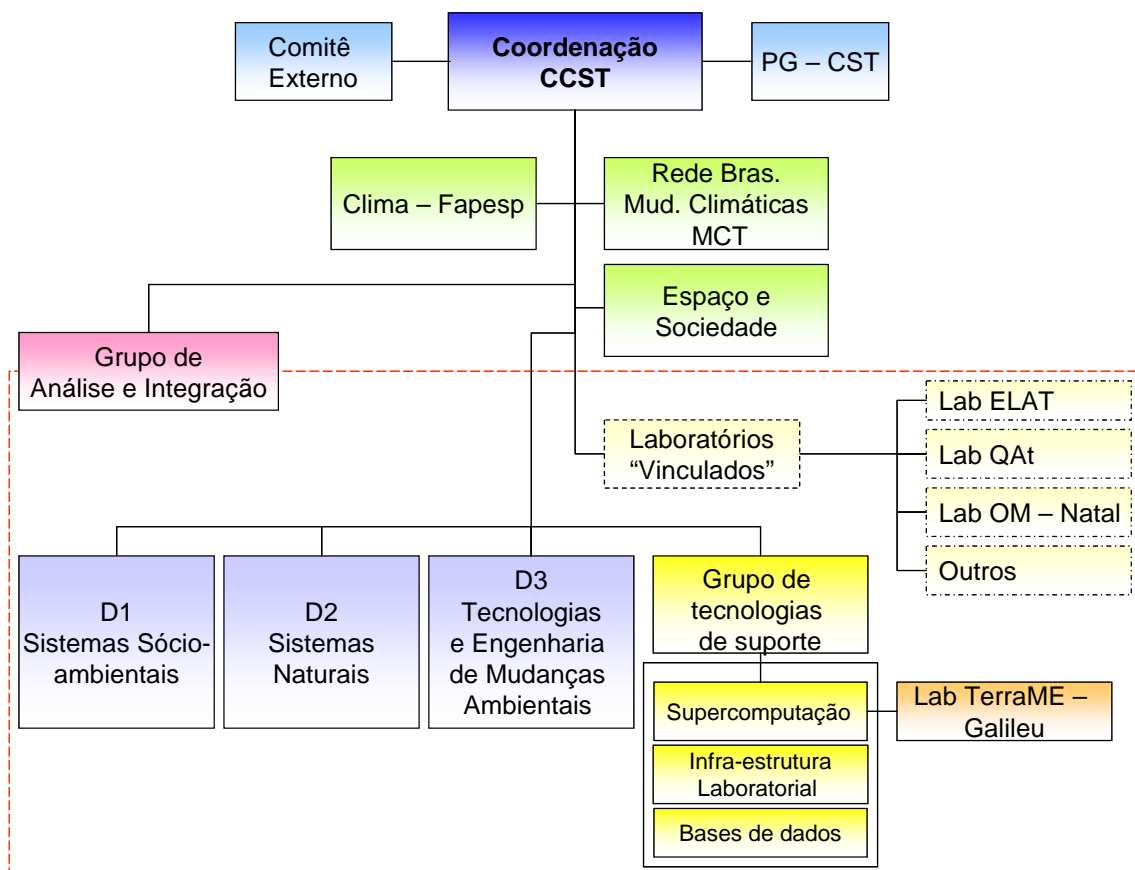 Comitê
Externo
Coordenação
CCST
PG – CST
Clima – Fapesp
Rede Bras.
Mud. Climáticas
MCT
Espaço e
Sociedade
Grupo de
Análise e Integração
Laboratórios
“Vinculados”
Lab ELAT
Lab QAt
Lab OM – Natal
Outros
D1
Sistemas Sócio-
ambientais
D2
Sistemas
Naturais
D3
Tecnologias
e Engenharia
de Mudanças
Ambientais
Grupo de
tecnologias
de suporte
Supercomputação
Infra-estrutura
Laboratorial
Bases de dados
Lab TerraME –
Galileu